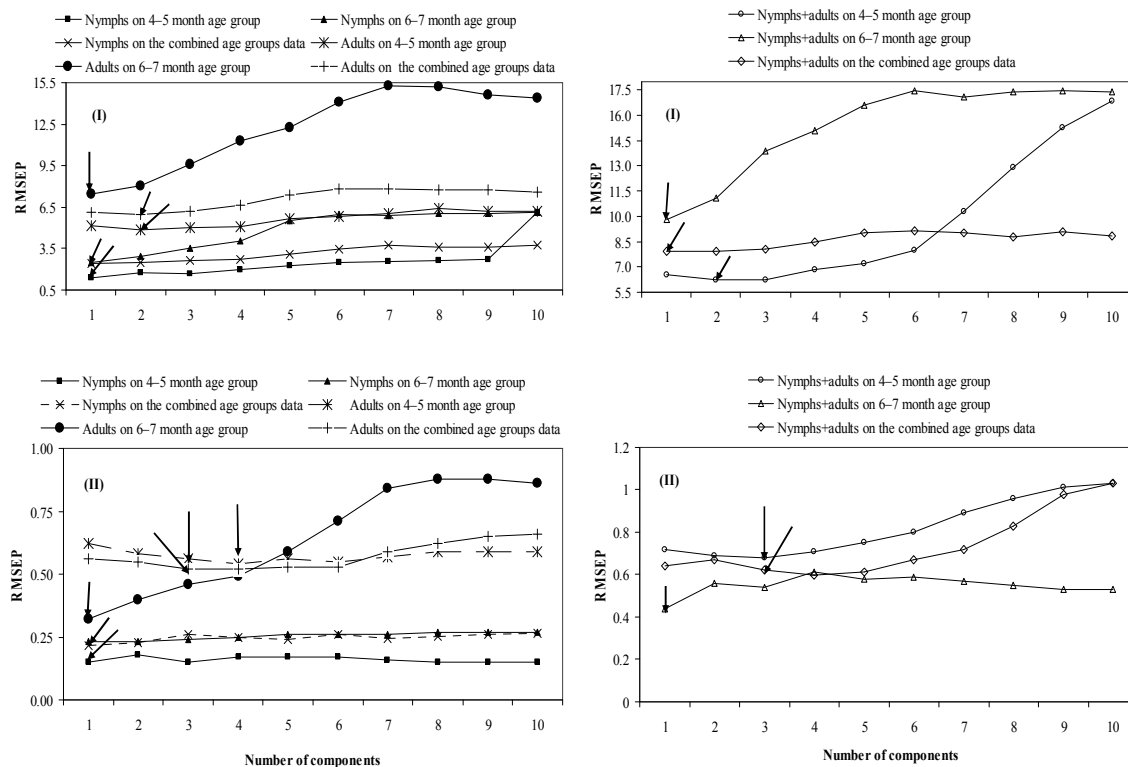 Nymphs on 4–5 month age group
Nymphs on 6–7 month age group
Nymphs on the combined age groups data
Adults on 4–5 month age group
Adults on 6–7 month age group
Adults on the combined age groups data
(I)
RMSEP
15.5
12.5
9.5
6.5
3.5
0.5
1 2 3 4 5 6 7 8 9 10
Nymphs+adults on 4–5 month age group
Nymphs+adults on 6–7 month age group
Nymphs+adults on the combined age groups data
(I)
RMSEP
17.5
15.0
13.0
11.5
10.0
8.5
7.0
5.5
1 2 3 4 5 6 7 8 9 10
Nymphs on 4–5 month age group
Nymphs on 6–7 month age group
Nymphs on the combined age groups data
Adults on 4–5 month age group
Adults on 6–7 month age group
Adults on the combined age groups data
(II)
RMSEP
1.00
0.75
0.50
0.25
0.00
1 2 3 4 5 6 7 8 9 10
Number of components
Nymphs+adults on 4–5 month age group
Nymphs+adults on 6–7 month age group
Nymphs+adults on the combined age groups data
(II)
RMSEP
1.2
1
0.8
0.6
0.4
0.2
0
1 2 3 4 5 6 7 8 9 10
Number of components